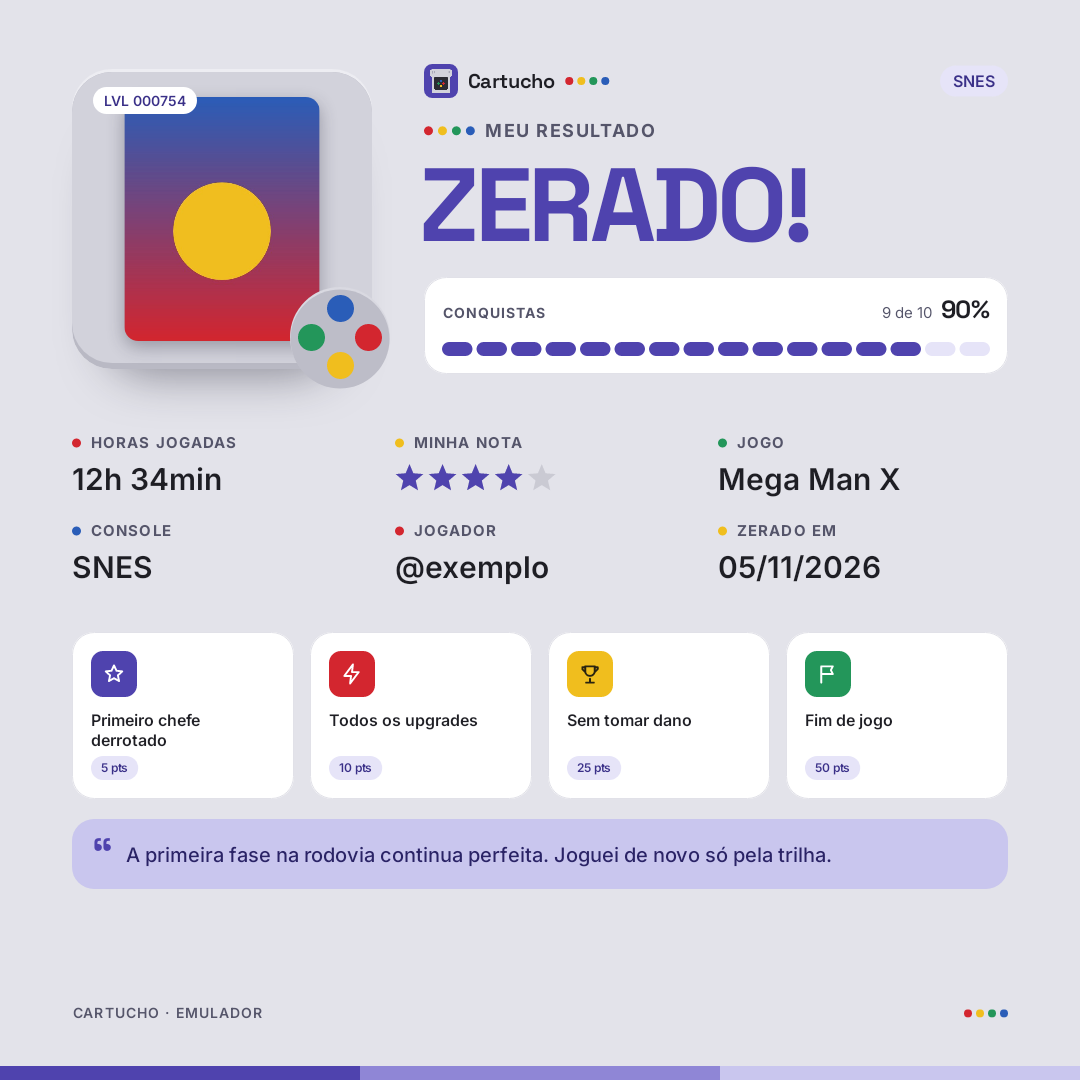 LVL 000754
Cartucho
SNES
MEU RESULTADO
ZERADO!
CONQUISTAS
9 de 10 90%
HORAS JOGADAS
12h 34min
MINHA NOTA
JOGO
Mega Man X
CONSOLE
SNES
JOGADOR
@exemplo
ZERADO EM
05/11/2026
Primeiro chefe
derrotado
5 pts
Todos os upgrades
10 pts
Sem tomar dano
25 pts
Fim de jogo
50 pts
“ A primeira fase na rodovia continua perfeita. Joguei de novo só pela trilha.
CARTUCHO · EMULADOR